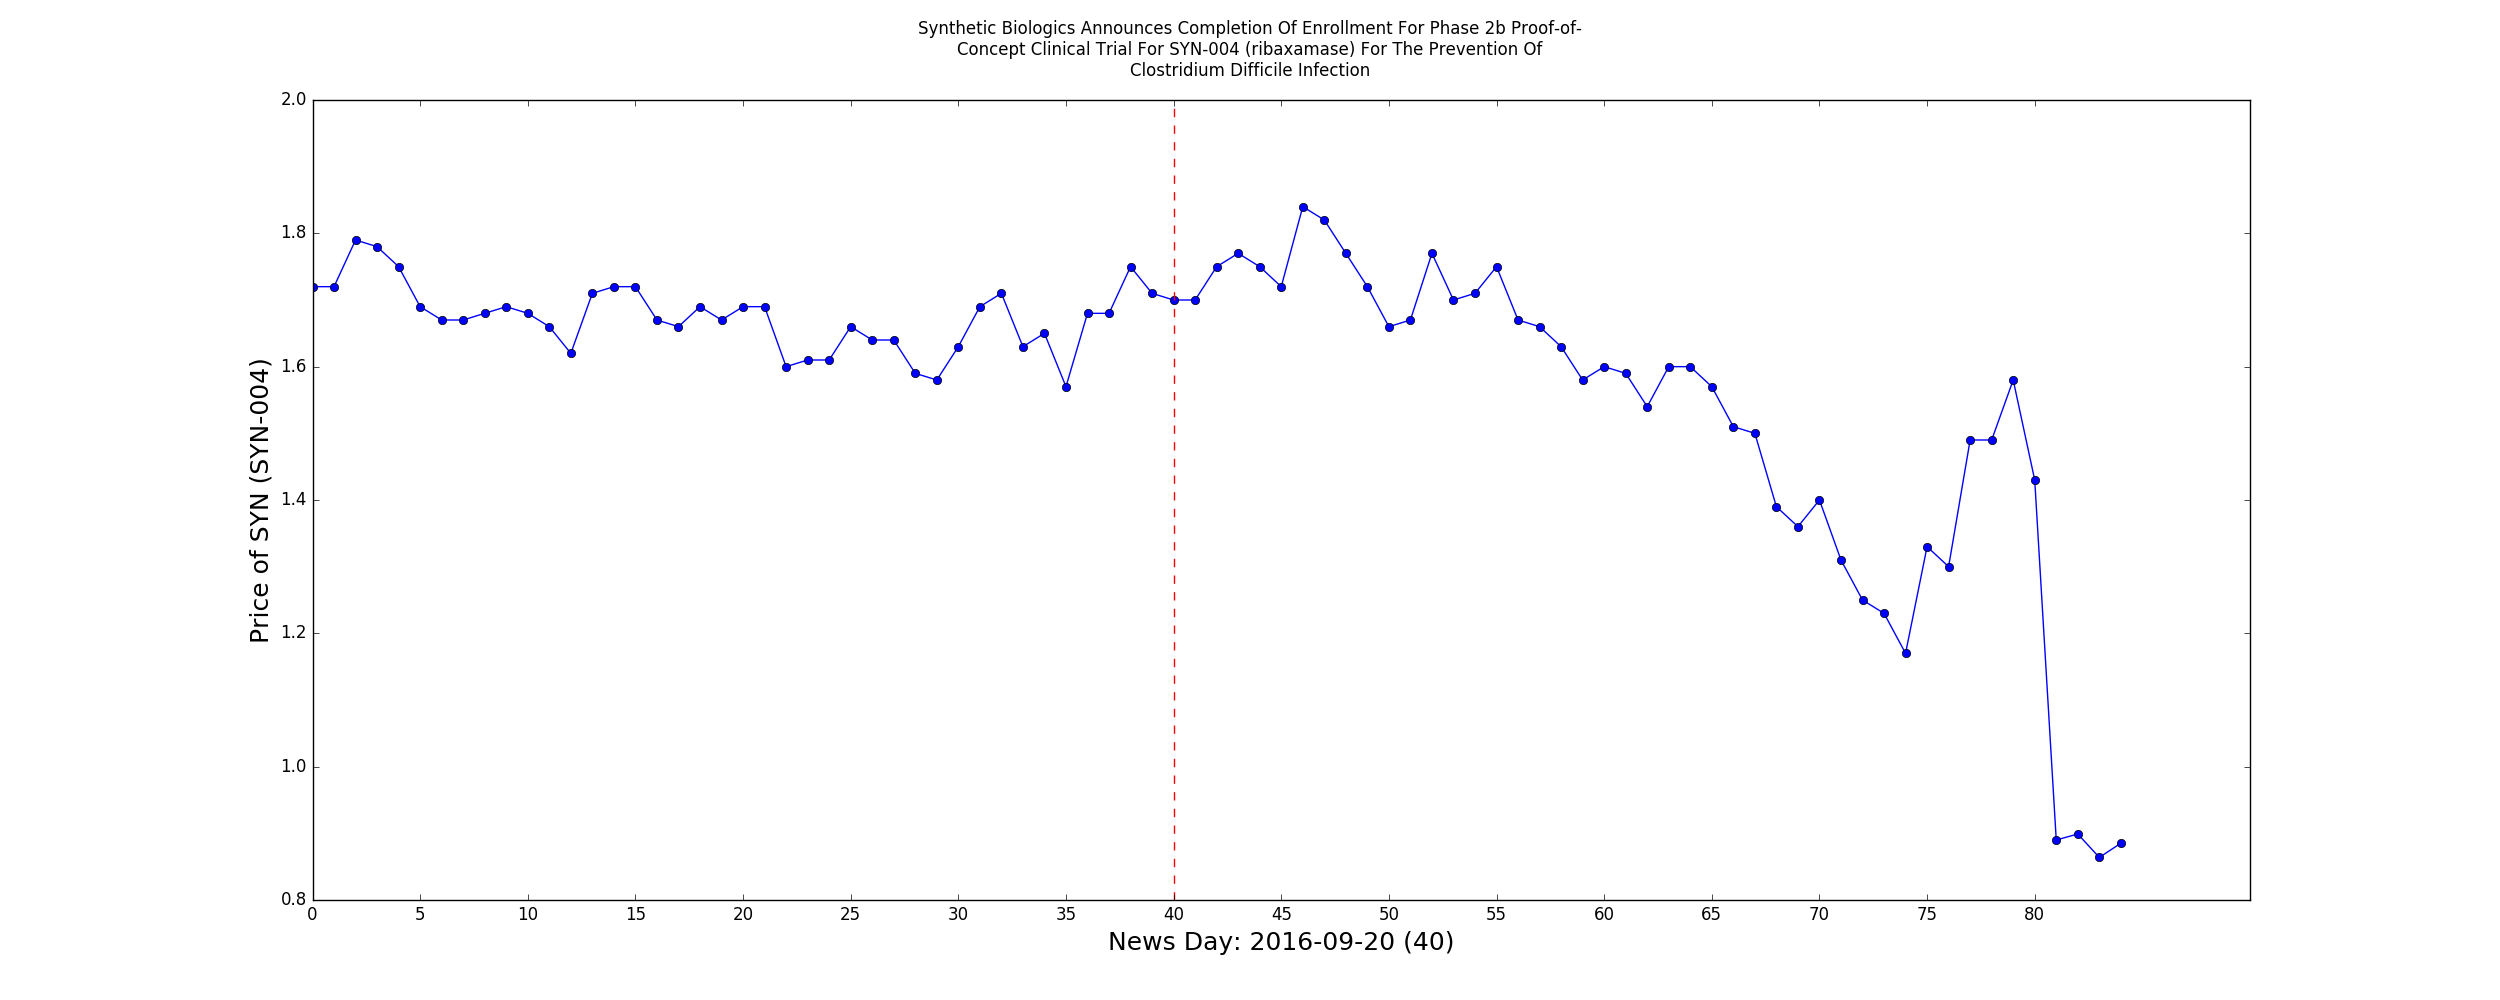 Synthetic Biologics Announces Completion Of Enrollment For Phase 2b Proof-of-
Concept Clinical Trial For SYN-004 (ribaxamase) For The Prevention Of
Clostridium Difficile Infection
2.0
1.8
1.6
1.4
1.2
1.0
0.8
Price of SYN (SYN-004)
0 5 10 15 20 25 30 35 40 45 50 55 60 65 70 75 80
News Day: 2016-09-20 (40)